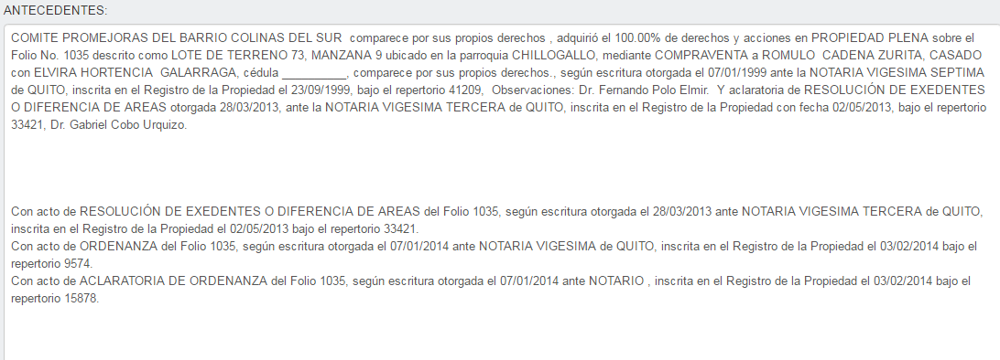 ANTECEDENTES:
COMITE PROMEJORAS DEL BARRIO COLINAS DEL SUR  comparece por sus propios derechos , adquirió el 100.00% de derechos y acciones en PROPIEDAD PLENA sobre el
Folio No. 1035 descrito como LOTE DE TERRENO 73, MANZANA 9 ubicado en la parroquia CHILLOGALLO, mediante COMPRAVENTA a ROMULO  CADENA ZURITA, CASADO
con ELVIRA HORTENCIA  GALARRAGA, cédula __________, comparece por sus propios derechos., según escritura otorgada el 07/01/1999 ante la NOTARIA VIGESIMA SEPTIMA
de QUITO, inscrita en el Registro de la Propiedad el 23/09/1999, bajo el repertorio 41209,  Observaciones: Dr. Fernando Polo Elmir.  Y aclaratoria de RESOLUCIÓN DE EXEDENTES
O DIFERENCIA DE AREAS otorgada 28/03/2013, ante la NOTARIA VIGESIMA TERCERA de QUITO, inscrita en el Registro de la Propiedad con fecha 02/05/2013, bajo el repertorio
33421, Dr. Gabriel Cobo Urquizo.
Con acto de RESOLUCIÓN DE EXEDENTES O DIFERENCIA DE AREAS del Folio 1035, según escritura otorgada el 28/03/2013 ante NOTARIA VIGESIMA TERCERA de QUITO,
inscrita en el Registro de la Propiedad el 02/05/2013 bajo el repertorio 33421.
Con acto de ORDENANZA del Folio 1035, según escritura otorgada el 07/01/2014 ante NOTARIA VIGESIMA de QUITO, inscrita en el Registro de la Propiedad el 03/02/2014 bajo el
repertorio 9574.
Con acto de ACLARATORIA DE ORDENANZA del Folio 1035, según escritura otorgada el 07/01/2014 ante NOTARIO , inscrita en el Registro de la Propiedad el 03/02/2014 bajo el
repertorio 15878.